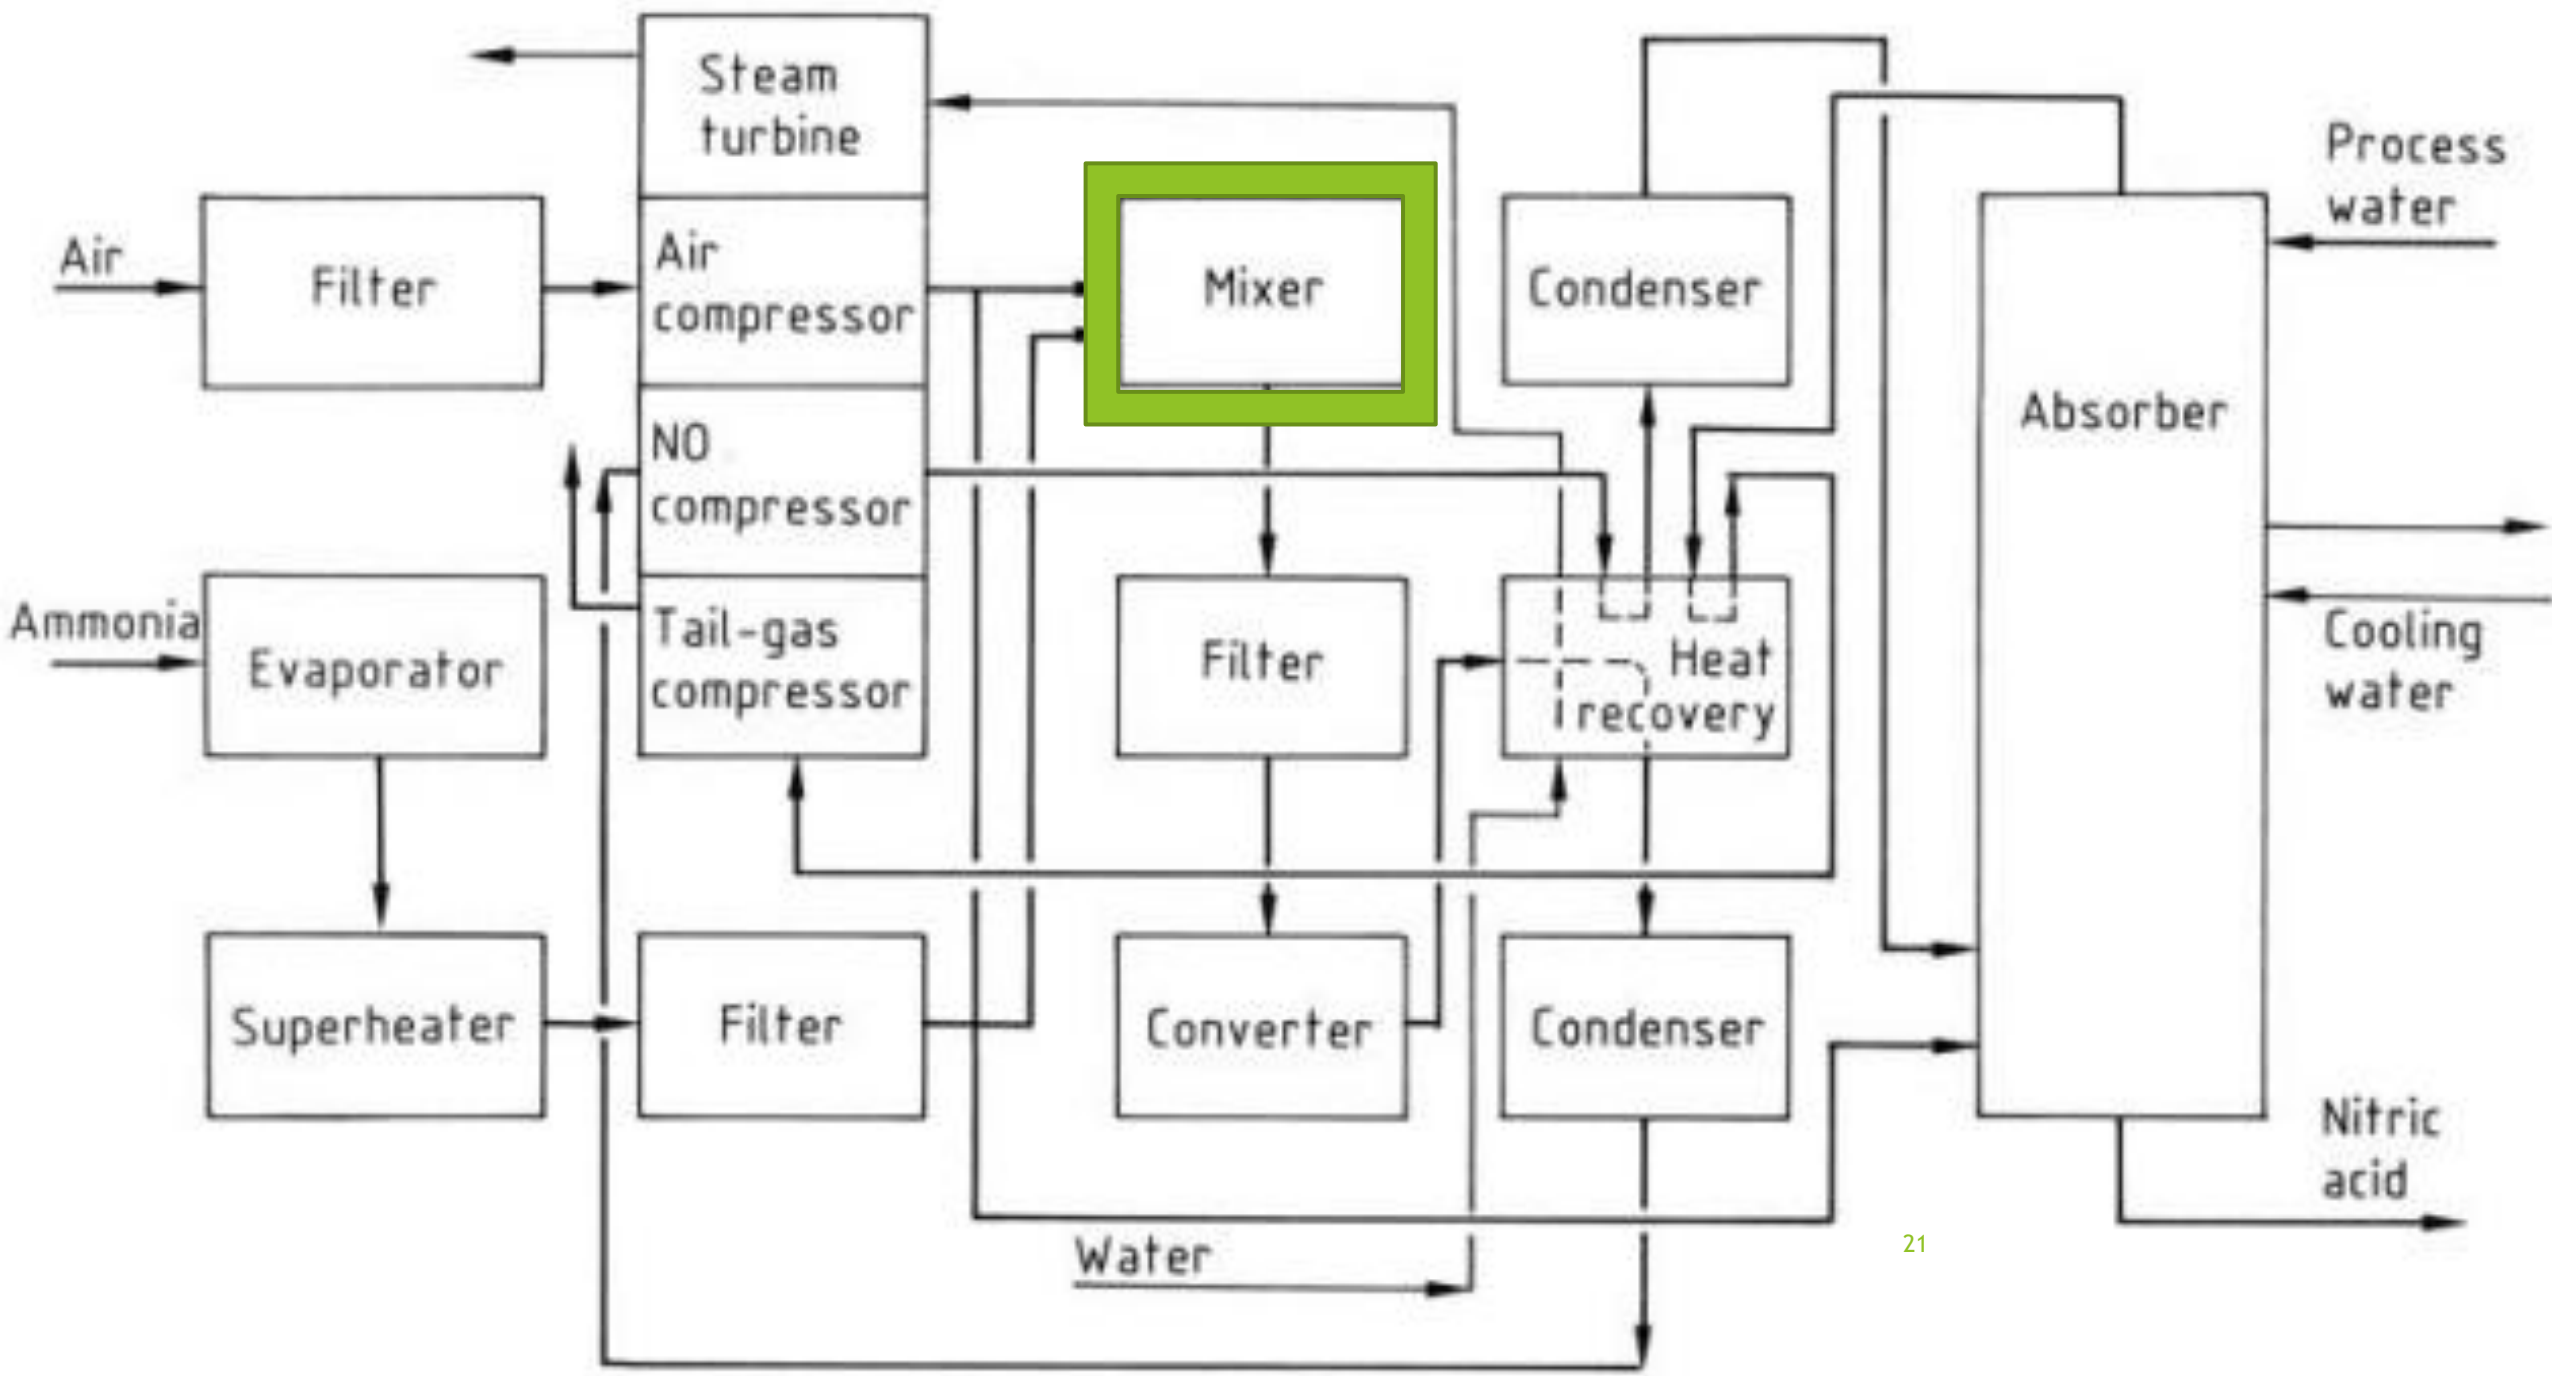 Steam
turbine
Process
water
Air
Filter
Air
compressor
Mixer
Condenser
Absorber
NO
compressor
Ammonia
Evaporator
Tail-gas
compressor
Filter
Heat
recovery
Cooling
water
Superheater
Filter
Converter
Condenser
Nitric
acid
Water
21